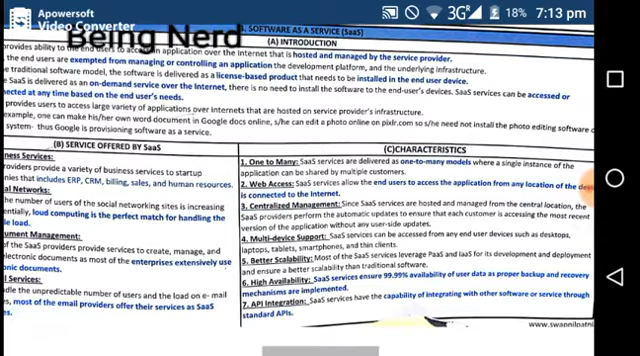 Apowersoft
Video Converter
3GR 18% 7:13 pm
Being Nerd
. SOFTWARE AS A SERVICE (SaaS)
(A) INTRODUCTION
provides ability to the end users to access an application over the Internet that is hosted and managed by the service provider.
, the end users are exempted from managing or controlling an application the development platform, and the underlying infrastructure.
e traditional software model, the software is delivered as a license-based product that needs to be installed in the end user device.
e SaaS is delivered as an on-demand service over the Internet, there is no need to install the software to the end-user's devices. SaaS services can be accessed or
nected at any time based on the end user's needs.
provides users to access large variety of applications over Internets that are hosted on service provider's infrastructure.
example, one can make his/her own word document in Google docs online, s/he can edit a photo online on pixlr.com so s/he need not install the photo editing software
system- thus Google is provisioning software as a service.
(B) SERVICE OFFERED BY SaaS
ness Services:
roviders provide a variety of business services to startup
nies that includes ERP, CRM, billing, sales, and human resources.
al Networks:
the number of users of the social networking sites is increasing
entially, loud computing is the perfect match for handling the
le load.
ument Management:
of the SaaS providers provide services to create, manage, and
electronic documents as most of the enterprises extensively use
onic documents.
il Services:
dle the unpredictable number of users and the load on e- mail
s, most of the email providers offer their services as SaaS
es.
(C)CHARACTERISTICS
1. One to Many: SaaS services are delivered as one-to-many models where a single instance of the
application can be shared by multiple customers.
2. Web Access: SaaS services allow the end users to access the application from any location of the
is connected to the Internet.
3. Centralized Management: Since SaaS services are hosted and managed from the central location, the
SaaS providers perform the automatic updates to ensure that each customer is accessing the most recent
version of the application without any user-side updates.
4. Multi-device Support: SaaS services can be accessed from any end user devices such as desktops,
laptops, tablets, smartphones, and thin clients.
5. Better Scalability: Most of the SaaS services leverage PaaS and IaaS for its development and deployment
and ensure a better scalability than traditional software.
6. High Availability: SaaS services ensure 99.99% availability of user data as proper backup and recovery
mechanisms are implemented.
7. API Integration: SaaS services have the capability of integrating with other software or service through
standard APIs.